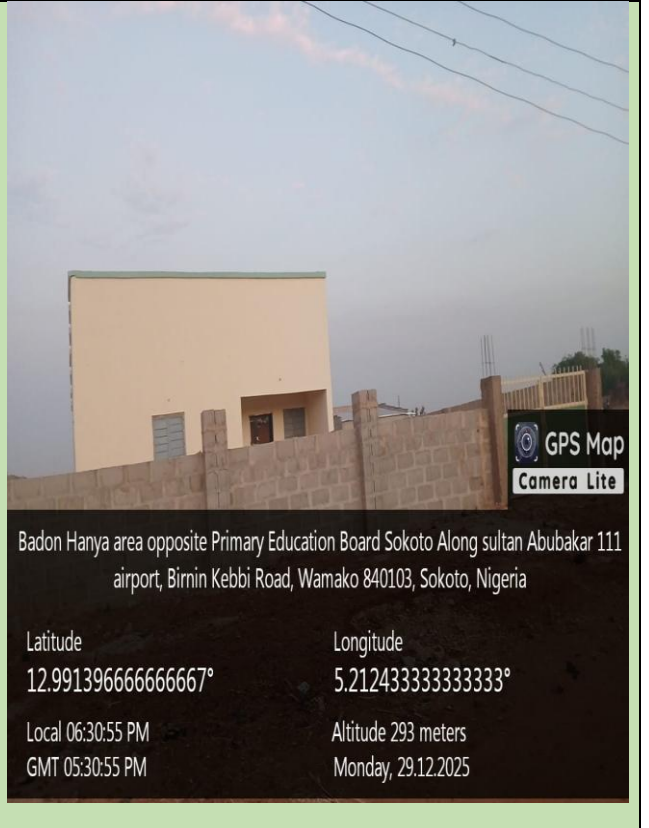 GPS Map
Camera Lite
Badon Hanya area opposite Primary Education Board Sokoto Along sultan Abubakar 111
airport, Birnin Kebbi Road, Wamako 840103, Sokoto, Nigeria
Latitude
12.991396666666667°
Longitude
5.212433333333333°
Local 06:30:55 PM
GMT 05:30:55 PM
Altitude 293 meters
Monday, 29.12.2025